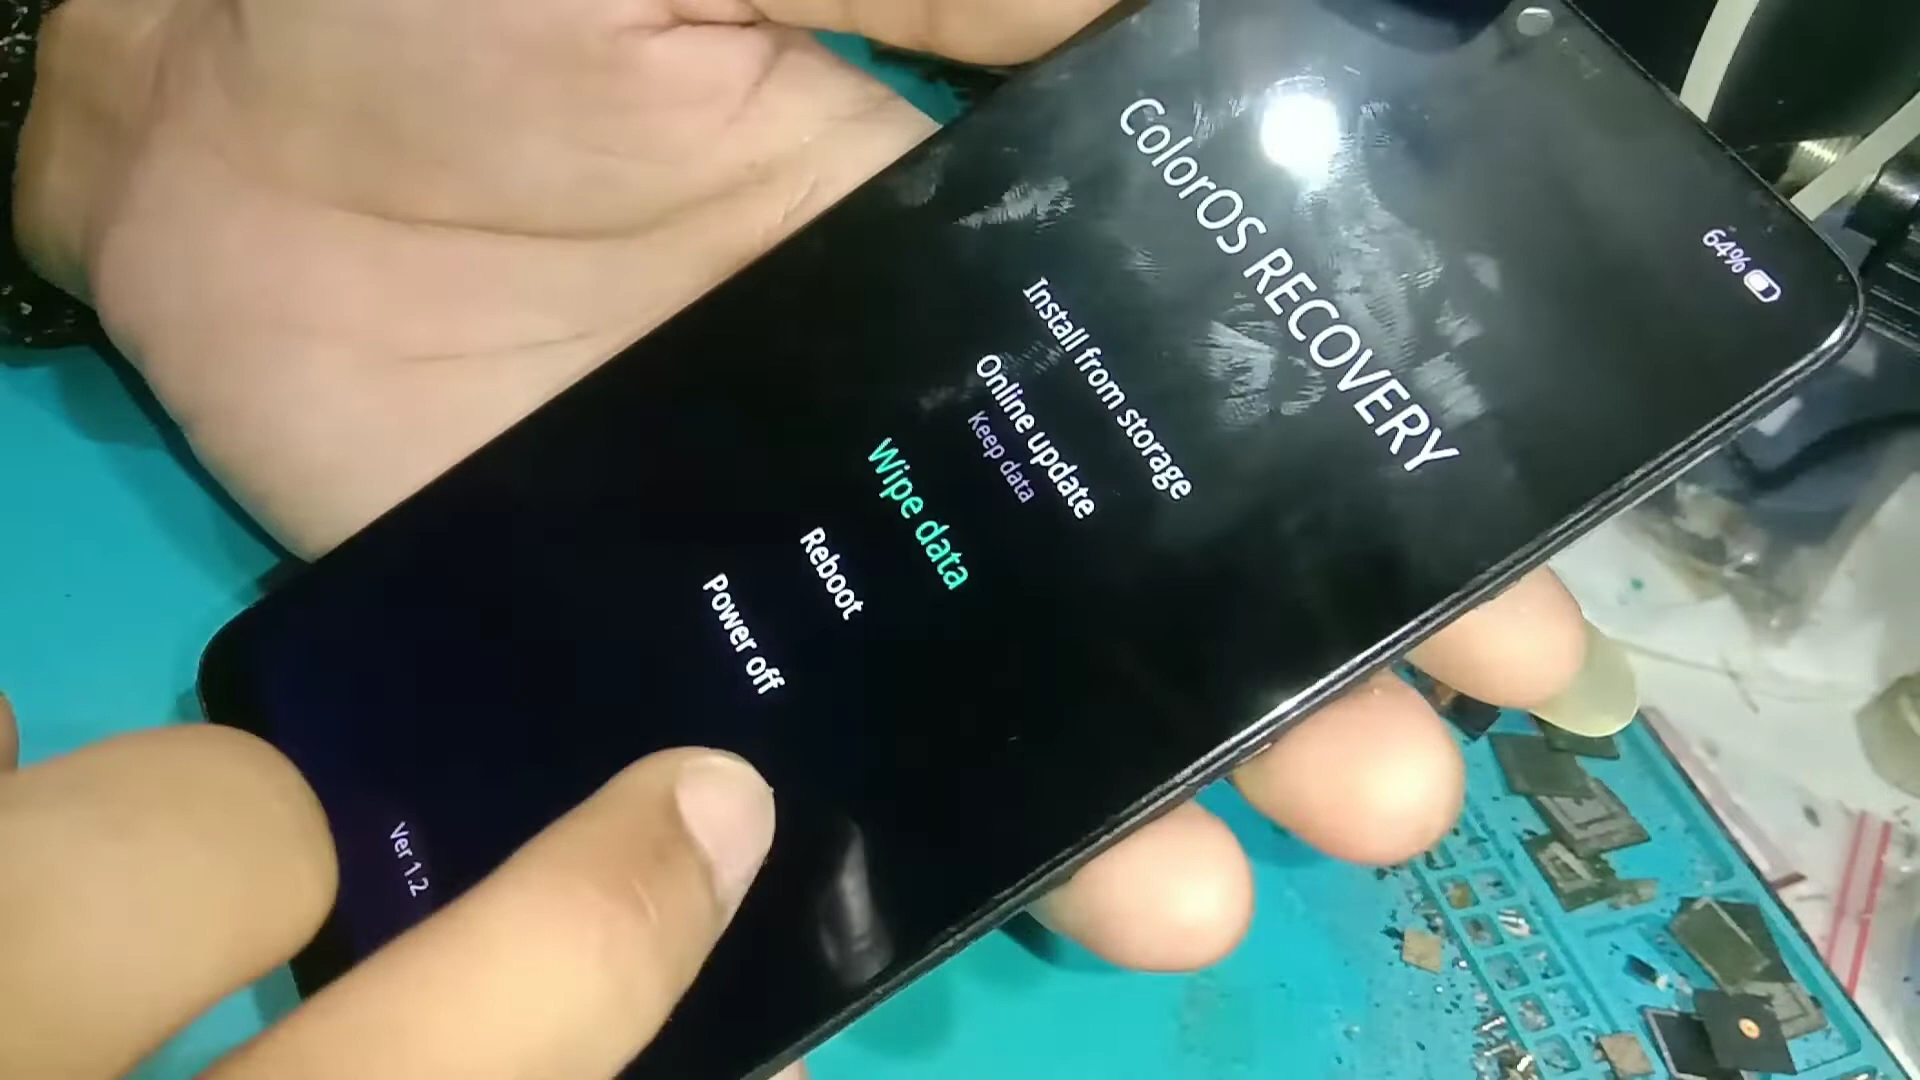 64%
ColorOS RECOVERY
Install from storage
Online update
Keep data
Wipe data
Reboot
Power off
Ver 1.2